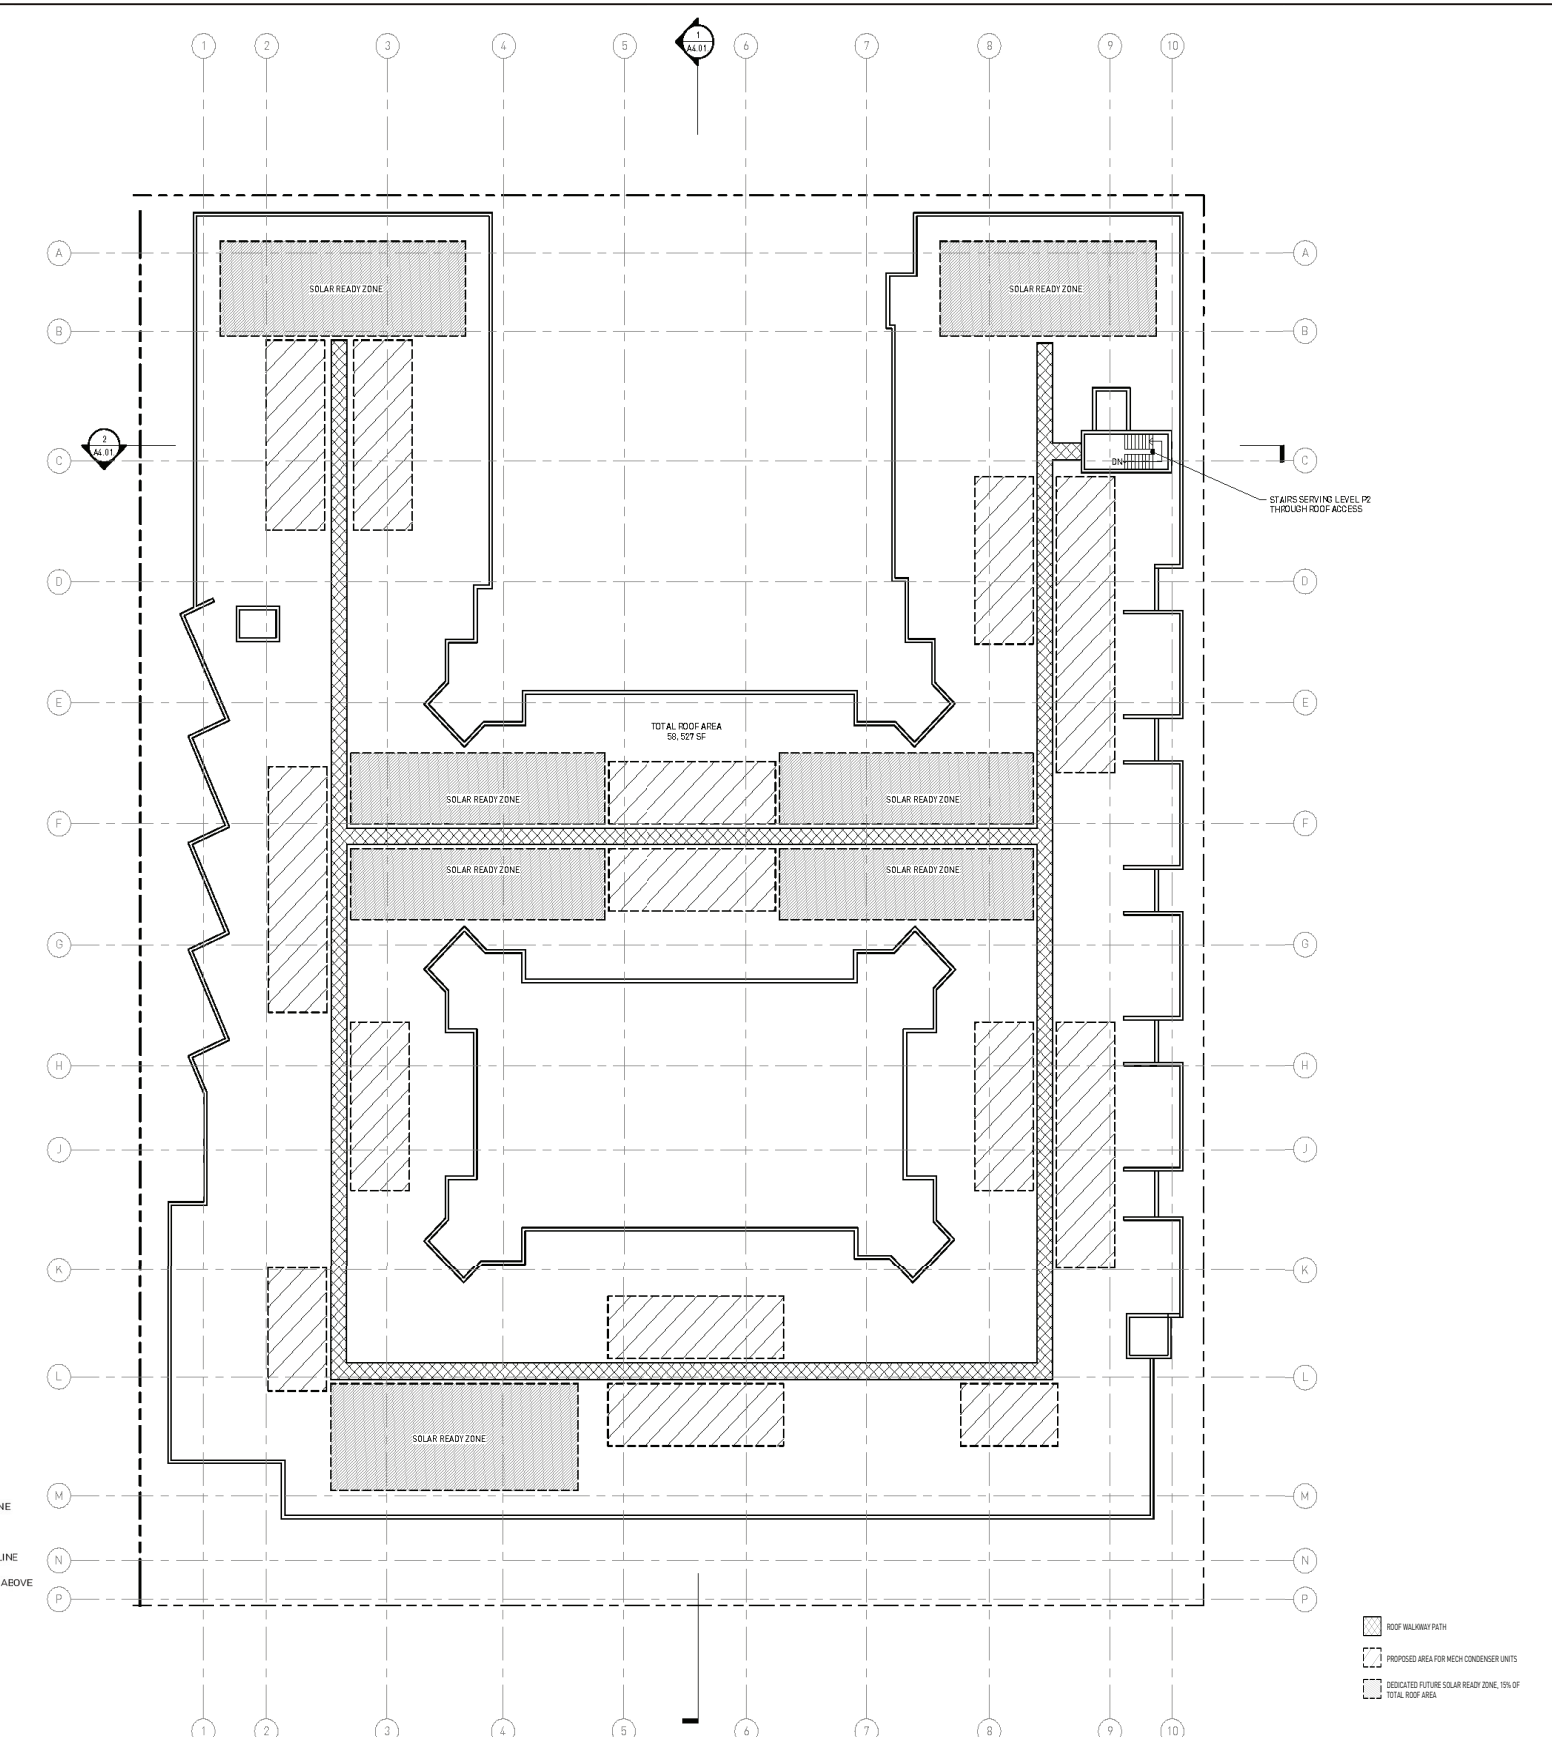 1 2 3 4 5 6 7 8 9 10
1
A4.01
A A
SOLAR READY ZONE SOLAR READY ZONE
B B
2
A4.01
C C
DN
STAIRS SERVING LEVEL P2
THROUGH ROOF ACCESS
D D
E E
TOTAL ROOF AREA
58, 527 SF
SOLAR READY ZONE SOLAR READY ZONE
F F
SOLAR READY ZONE SOLAR READY ZONE
G G
H H
J J
K K
L L
SOLAR READY ZONE
M M
NE
LINE
N N
ABOVE
P P
ROOF WALKWAY PATH
PROPOSED AREA FOR MECH CONDENSER UNITS
DEDICATED FUTURE SOLAR READY ZONE, 15% OF
TOTAL ROOF AREA
1 2 3 4 5 6 7 8 9 10